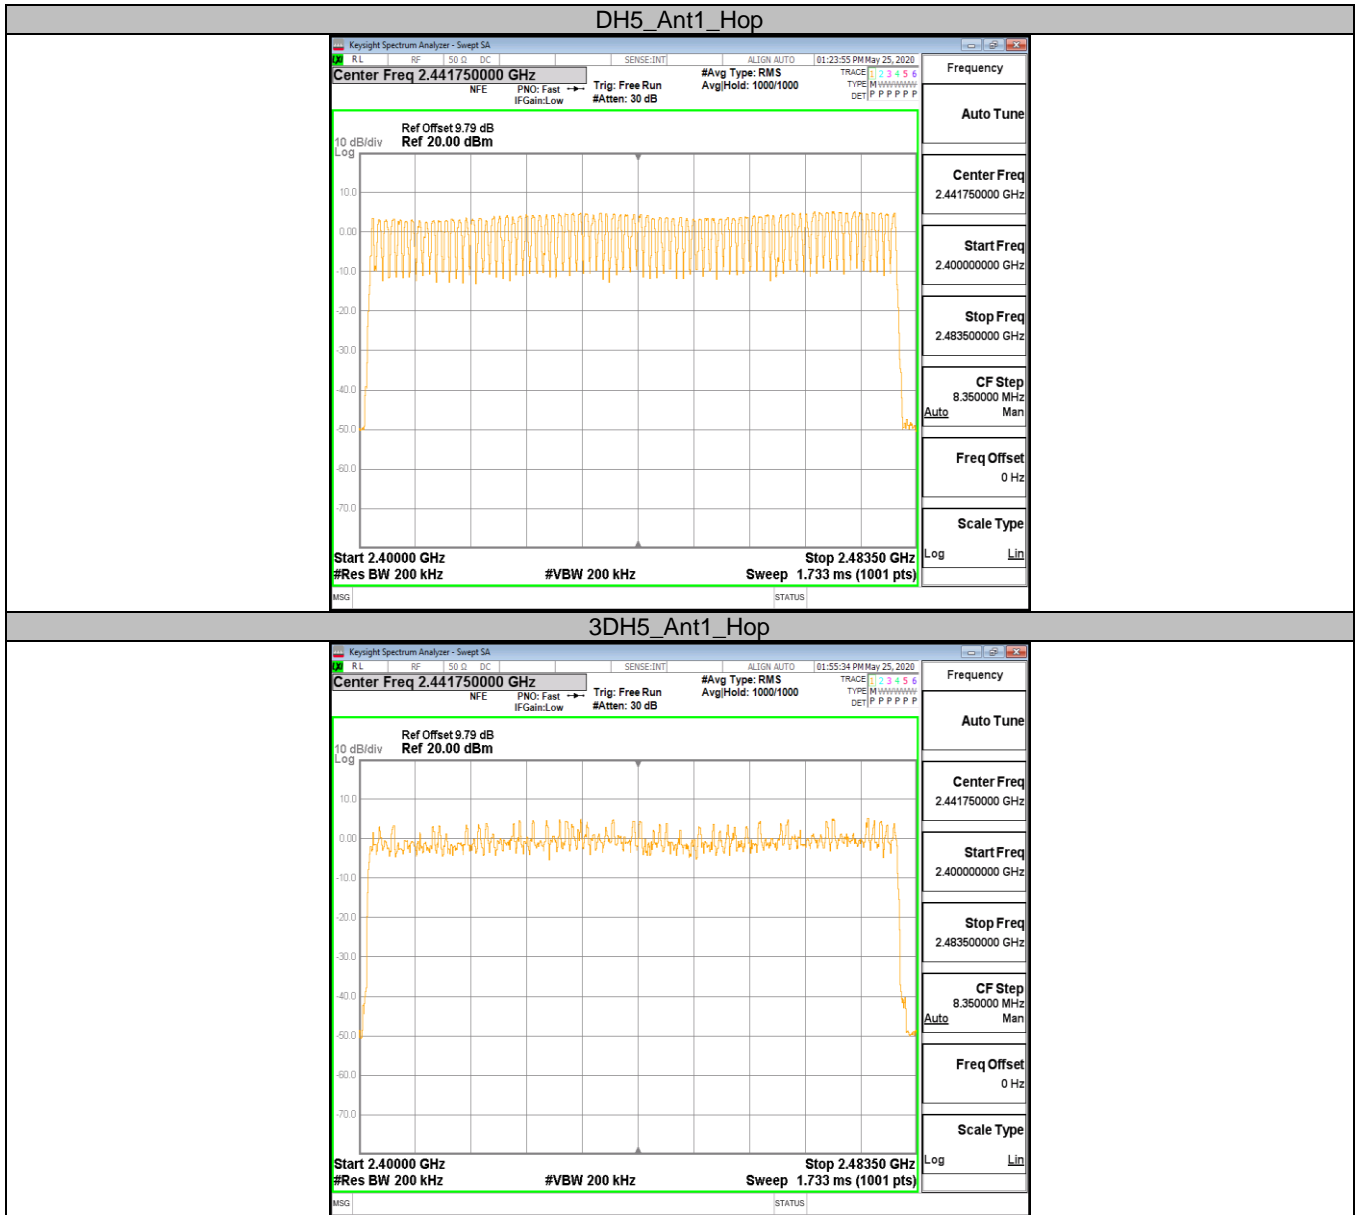 DH5_Ant1_Hop
Keysight Spectrum Analyzer - Swept SA
RL RF 50 Ω DC SENSE:INT ALIGN AUTO 01:23:55 PM May 25, 2020
Center Freq 2.441750000 GHz
NFE PNO: Fast IFGain:Low
Trig: Free Run
#Atten: 30 dB
#Avg Type: RMS
Avg|Hold: 1000/1000
TRACE 1 2 3 4 5 6
TYPE M WWWWW
DET P P P P P P
Ref Offset 9.79 dB
10 dB/div Ref 20.00 dBm
Log
10.0
0.00
-10.0
-20.0
-30.0
-40.0
-50.0
-60.0
-70.0
Start 2.40000 GHz Stop 2.48350 GHz
#Res BW 200 kHz #VBW 200 kHz Sweep 1.733 ms (1001 pts)
MSG STATUS
Frequency
Auto Tune
Center Freq
2.441750000 GHz
Start Freq
2.400000000 GHz
Stop Freq
2.483500000 GHz
CF Step
8.350000 MHz
Auto Man
Freq Offset
0 Hz
Scale Type
Log Lin
3DH5_Ant1_Hop
Keysight Spectrum Analyzer - Swept SA
RL RF 50 Ω DC SENSE:INT ALIGN AUTO 01:55:34 PM May 25, 2020
Center Freq 2.441750000 GHz
NFE PNO: Fast IFGain:Low
Trig: Free Run
#Atten: 30 dB
#Avg Type: RMS
Avg|Hold: 1000/1000
TRACE 1 2 3 4 5 6
TYPE M WWWWW
DET P P P P P P
Ref Offset 9.79 dB
10 dB/div Ref 20.00 dBm
Log
10.0
0.00
-10.0
-20.0
-30.0
-40.0
-50.0
-60.0
-70.0
Start 2.40000 GHz Stop 2.48350 GHz
#Res BW 200 kHz #VBW 200 kHz Sweep 1.733 ms (1001 pts)
MSG STATUS
Frequency
Auto Tune
Center Freq
2.441750000 GHz
Start Freq
2.400000000 GHz
Stop Freq
2.483500000 GHz
CF Step
8.350000 MHz
Auto Man
Freq Offset
0 Hz
Scale Type
Log Lin